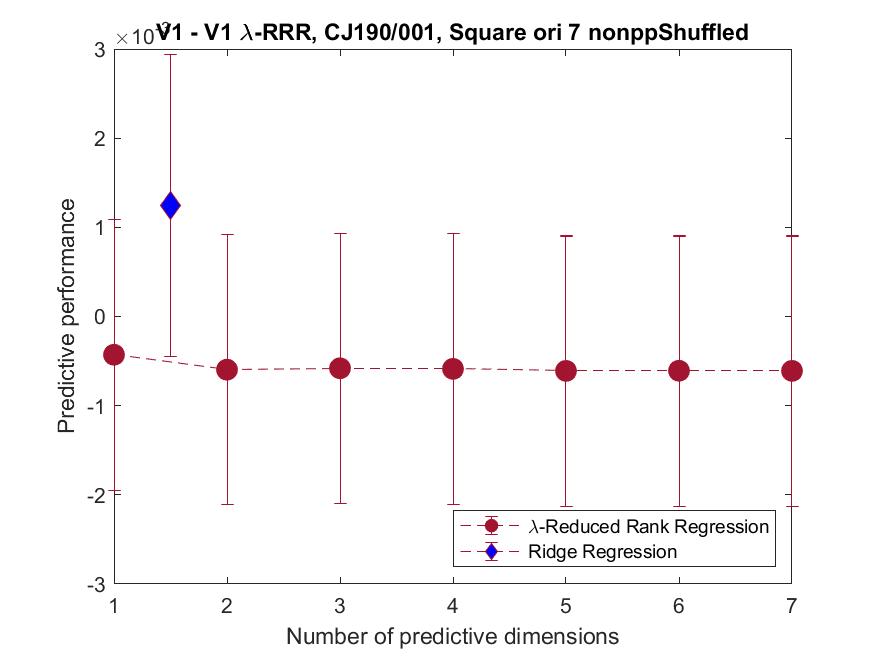 V1 - V1 λ-RRR, CJ190/001, Square ori 7 nonppShuffled
×10⁻³
3
2
1
0
-1
-2
-3
Predictive performance
λ-Reduced Rank Regression
Ridge Regression
1 2 3 4 5 6 7
Number of predictive dimensions